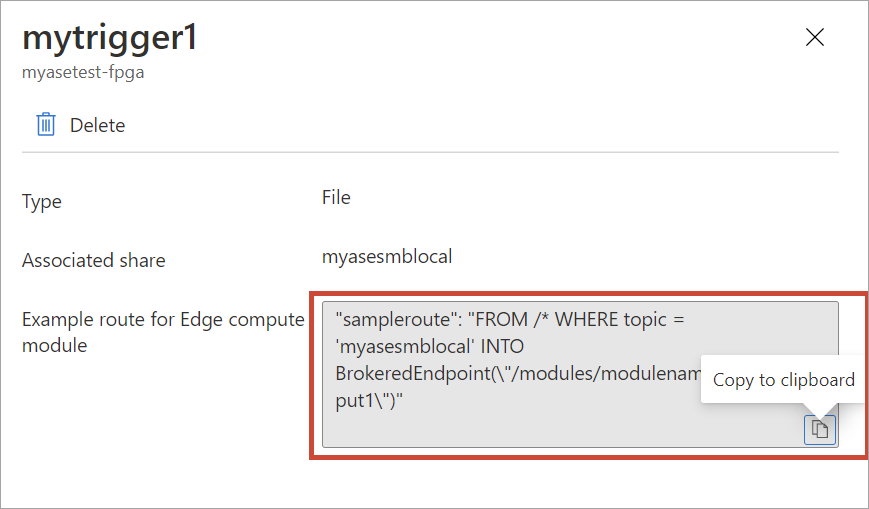 mytrigger1
myasetest-fpga
Delete
Type
File
Associated share
myasesmblocal
Example route for Edge compute
module
"sampleroute": "FROM /* WHERE topic =
'myasesmblocal' INTO
BrokeredEndpoint(\"/modules/modulenam
put1\")"
Copy to clipboard